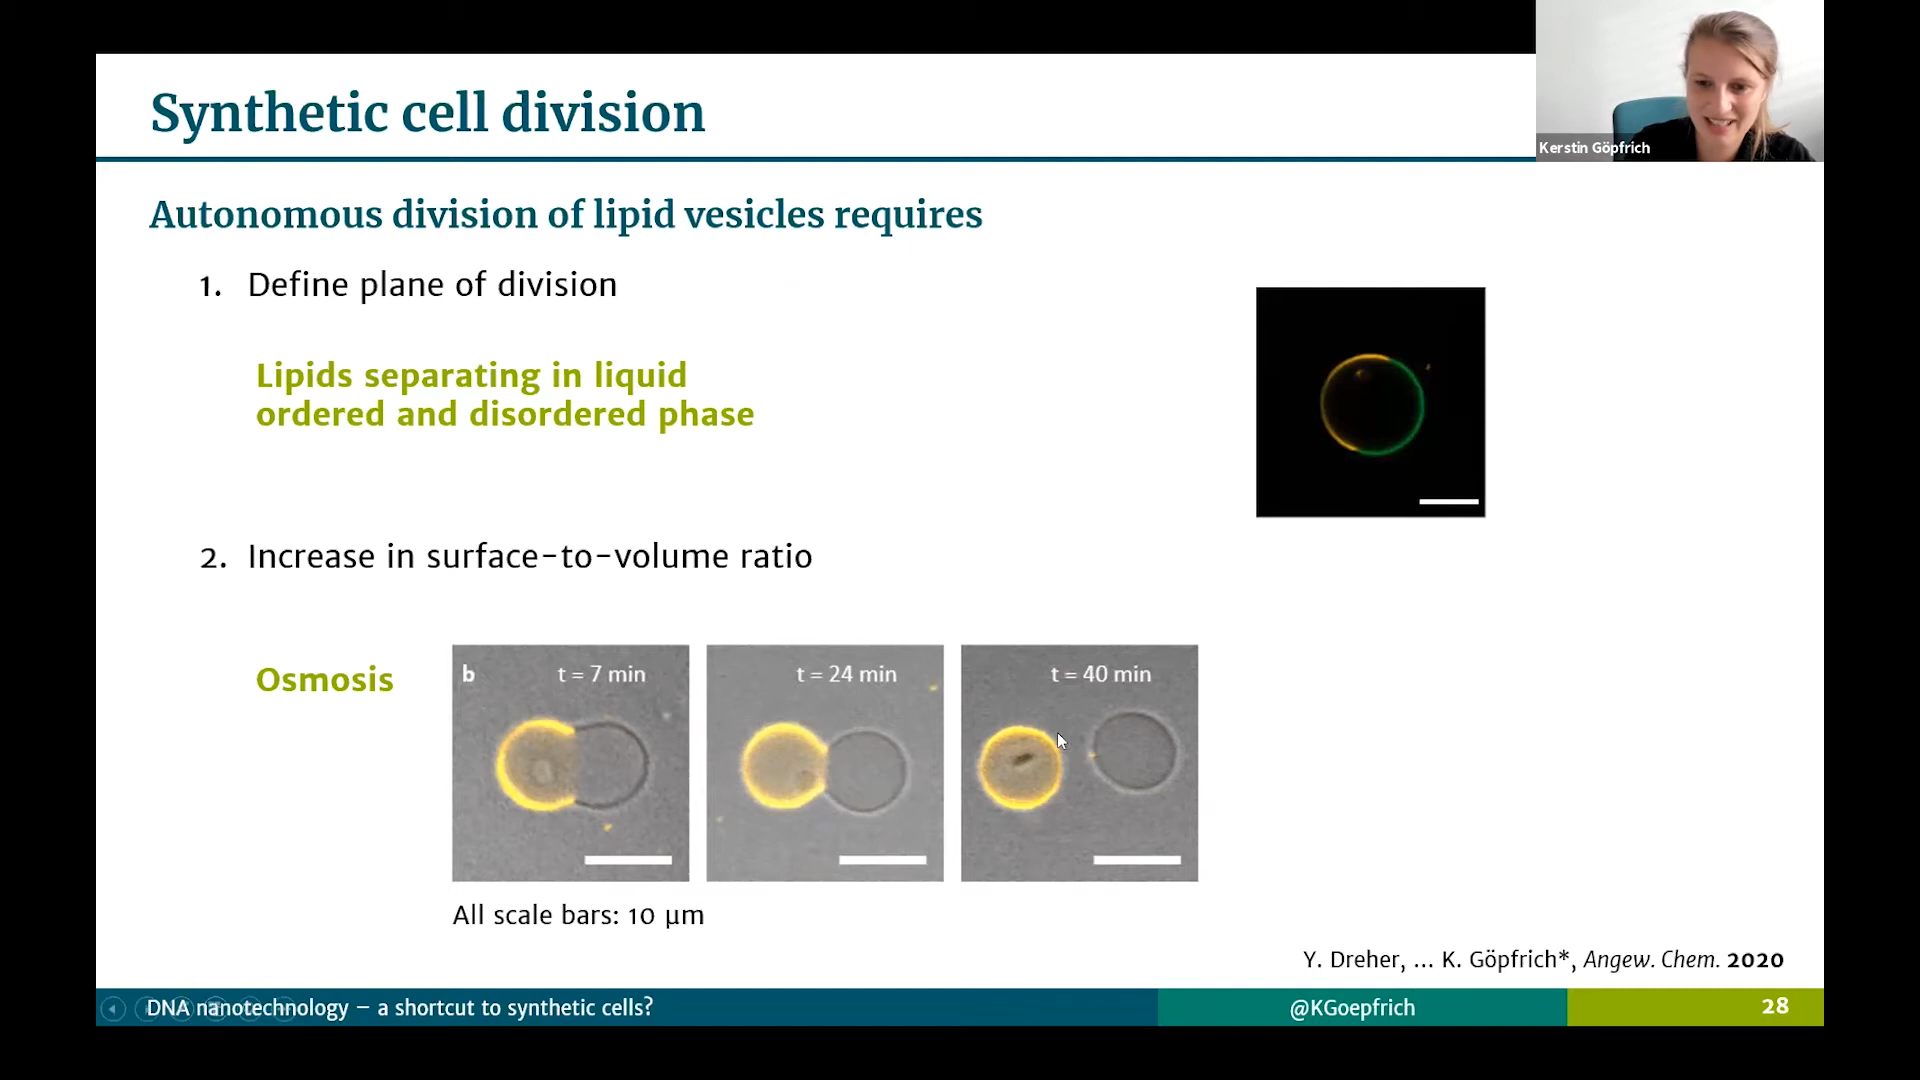 Synthetic cell division
Kerstin Göpfrich
Autonomous division of lipid vesicles requires
1. Define plane of division
Lipids separating in liquid
ordered and disordered phase
2. Increase in surface-to-volume ratio
Osmosis
b t = 7 min
t = 24 min
t = 40 min
All scale bars: 10 µm
Y. Dreher, ... K. Göpfrich*, Angew. Chem. 2020
DNA nanotechnology – a shortcut to synthetic cells?
@KGoepfrich
28